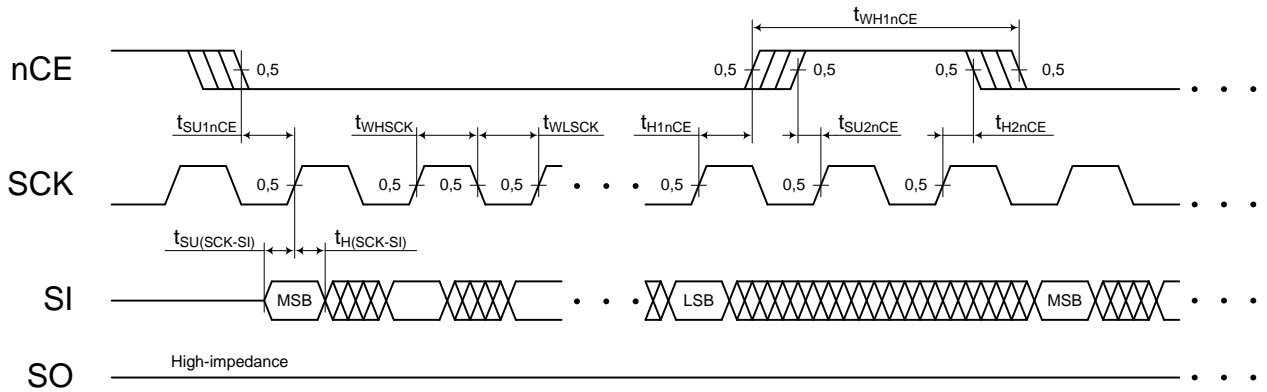 tWH1nCE
nCE
0,5
0,5
0,5
0,5
0,5
tSU1nCE
tWHSCK
tWLSCK
tH1nCE
tSU2nCE
tH2nCE
SCK
0,5
0,5
0,5
0,5
0,5
0,5
0,5
tSU(SCK-SI)
tH(SCK-SI)
SI
MSB
LSB
MSB
SO
High-impedance